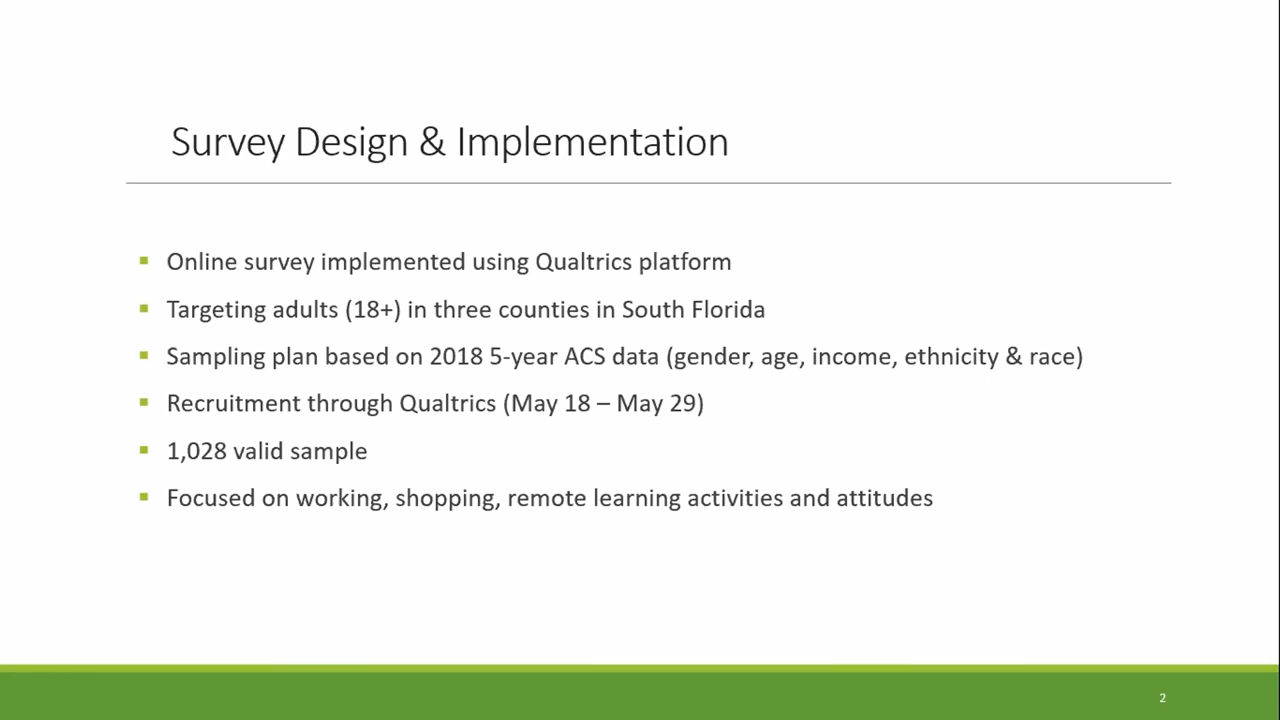 Survey Design & Implementation
Online survey implemented using Qualtrics platform
Targeting adults (18+) in three counties in South Florida
Sampling plan based on 2018 5-year ACS data (gender, age, income, ethnicity & race)
Recruitment through Qualtrics (May 18 – May 29)
1,028 valid sample
Focused on working, shopping, remote learning activities and attitudes
2